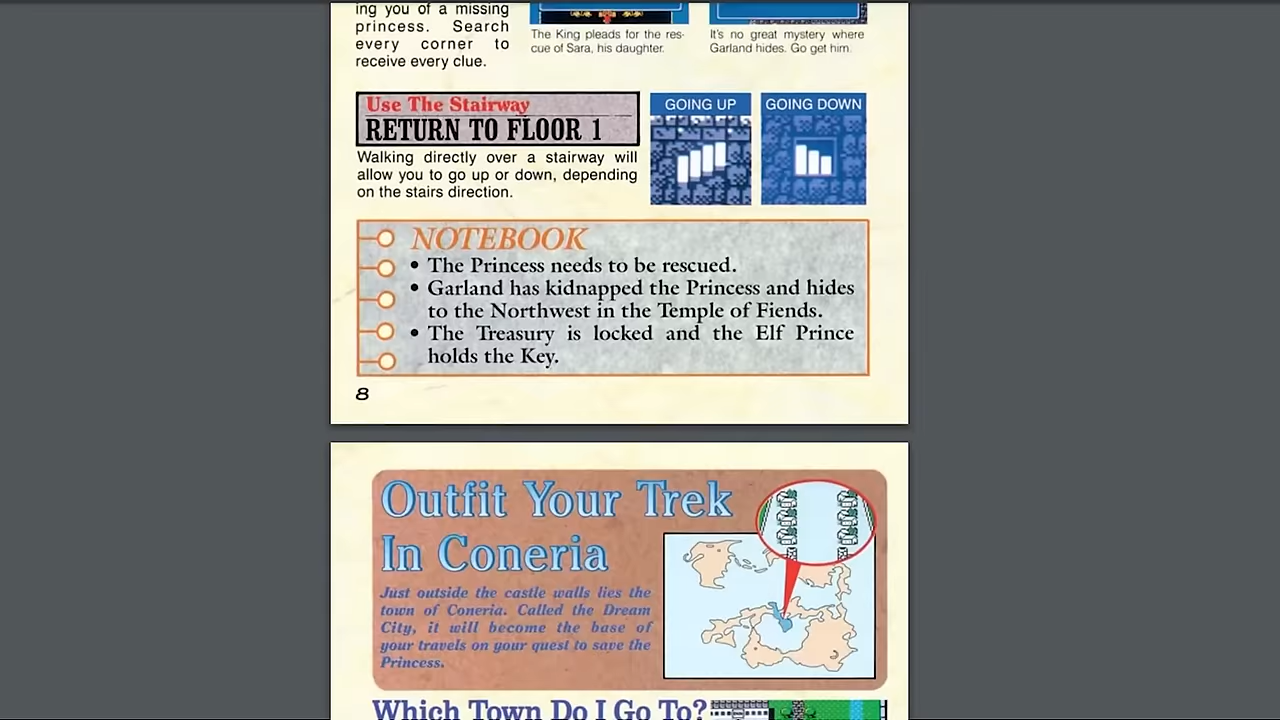 ing you of a missing
princess. Search
every corner to
receive every clue.
The King pleads for the res-
cue of Sara, his daughter.
It's no great mystery where
Garland hides. Go get him.
Use The Stairway
RETURN TO FLOOR 1
Walking directly over a stairway will
allow you to go up or down, depending
on the stairs direction.
GOING UP
GOING DOWN
NOTEBOOK
• The Princess needs to be rescued.
• Garland has kidnapped the Princess and hides
to the Northwest in the Temple of Fiends.
• The Treasury is locked and the Elf Prince
holds the Key.
8
Outfit Your Trek
In Coneria
Just outside the castle walls lies the
town of Coneria. Called the Dream
City, it will become the base of
your travels on your quest to save the
Princess.
Which Town Do I Go To?